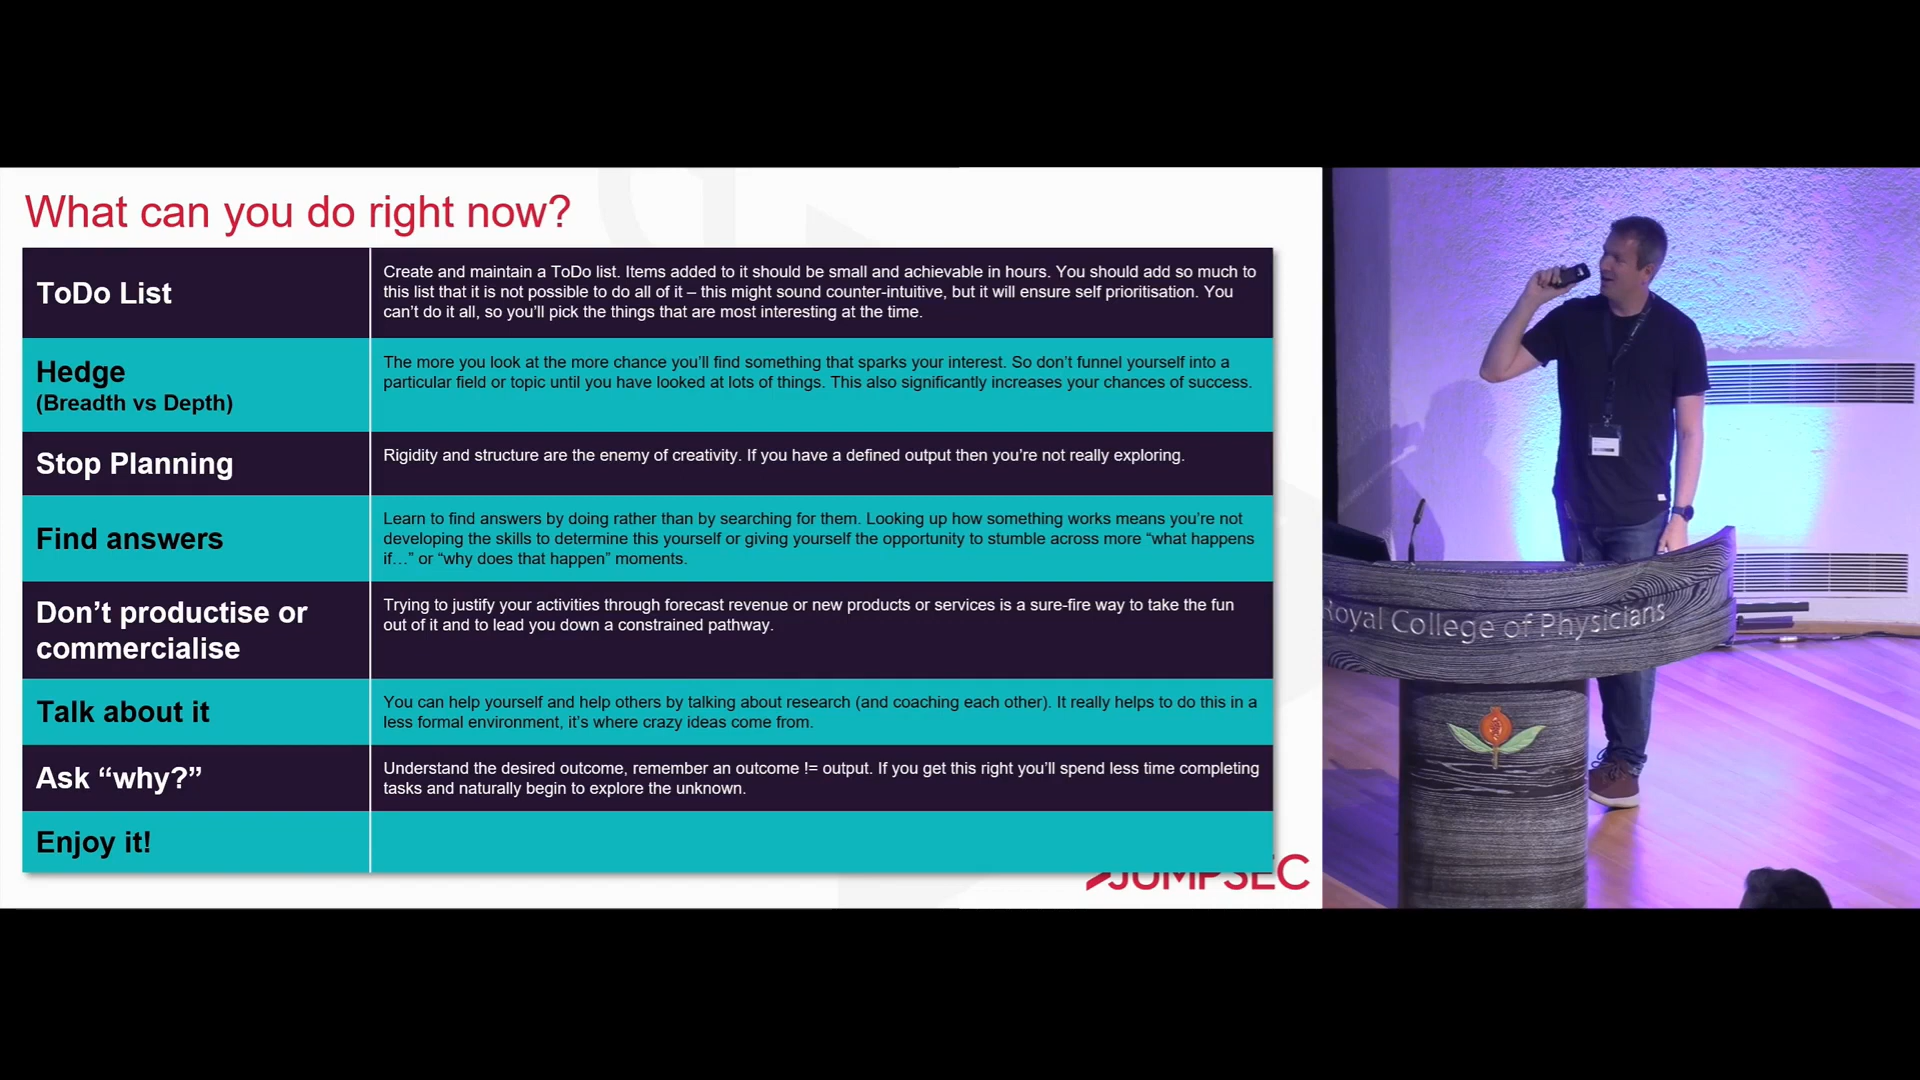 What can you do right now?
ToDo List
Create and maintain a ToDo list. Items added to it should be small and achievable in hours. You should add so much to
this list that it is not possible to do all of it – this might sound counter-intuitive, but it will ensure self prioritisation. You
can’t do it all, so you’ll pick the things that are most interesting at the time.
Hedge
(Breadth vs Depth)
The more you look at the more chance you’ll find something that sparks your interest. So don’t funnel yourself into a
particular field or topic until you have looked at lots of things. This also significantly increases your chances of success.
Stop Planning
Rigidity and structure are the enemy of creativity. If you have a defined output then you’re not really exploring.
Find answers
Learn to find answers by doing rather than by searching for them. Looking up how something works means you’re not
developing the skills to determine this yourself or giving yourself the opportunity to stumble across more “what happens
if…” or “why does that happen” moments.
Don’t productise or
commercialise
Trying to justify your activities through forecast revenue or new products or services is a sure-fire way to take the fun
out of it and to lead you down a constrained pathway.
Talk about it
You can help yourself and help others by talking about research (and coaching each other). It really helps to do this in a
less formal environment, it’s where crazy ideas come from.
Ask “why?”
Understand the desired outcome, remember an outcome != output. If you get this right you’ll spend less time completing
tasks and naturally begin to explore the unknown.
Enjoy it!
JUMPSEC
Royal College of Physicians